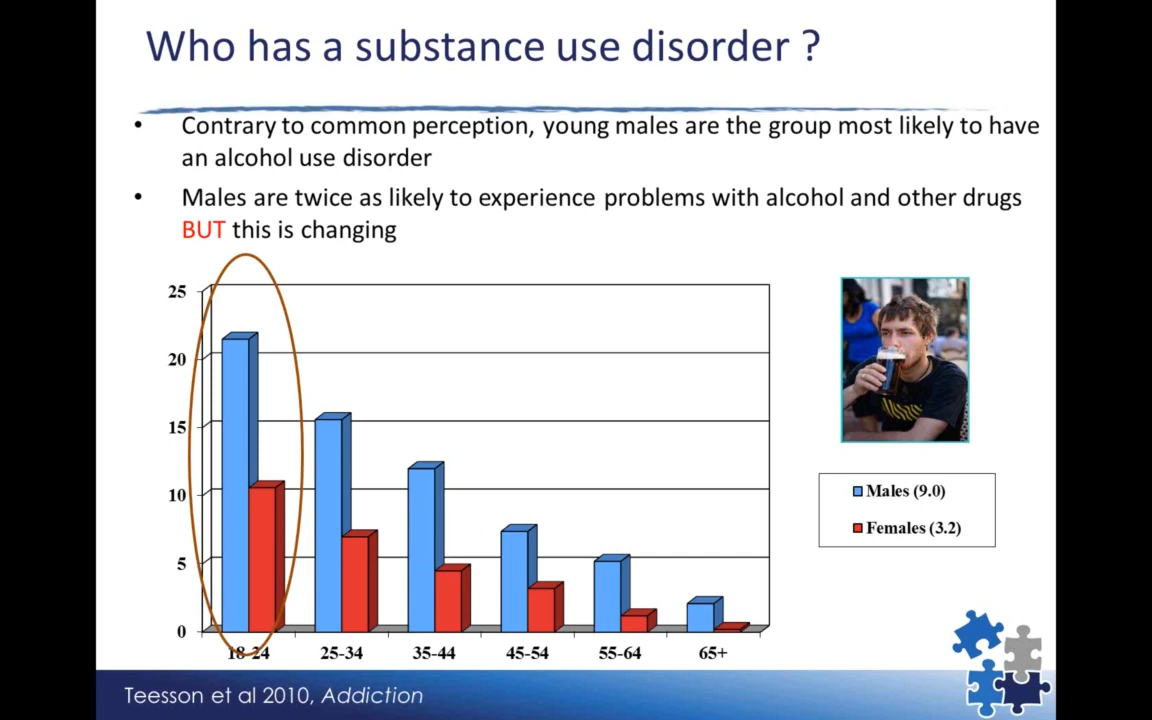 Who has a substance use disorder ?
• Contrary to common perception, young males are the group most likely to have
an alcohol use disorder
• Males are twice as likely to experience problems with alcohol and other drugs
BUT this is changing
25
20
15
10
5
0
18-24 25-34 35-44 45-54 55-64 65+
Males (9.0)
Females (3.2)
Teesson et al 2010, Addiction